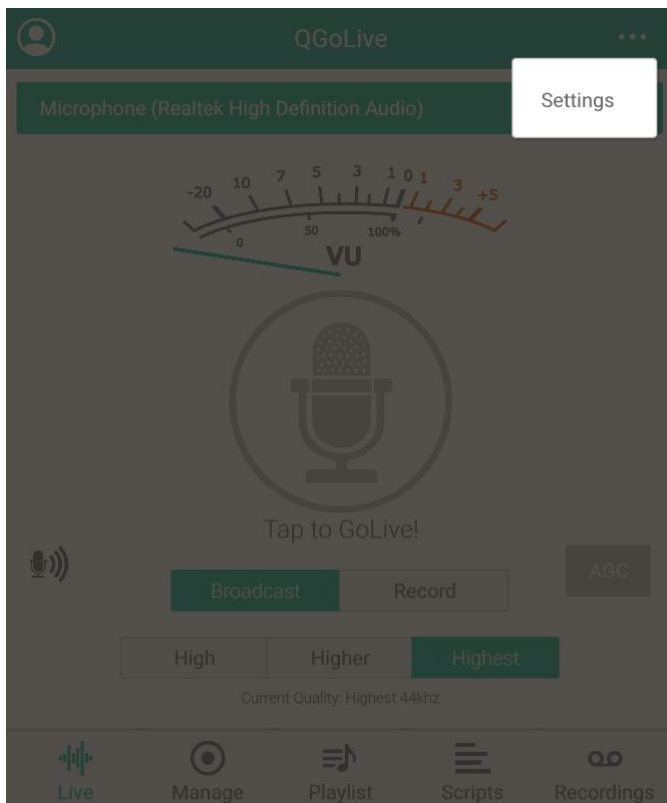 QGoLive
Settings
Microphone (Realtek High Definition Audio)
-20 10 7 5 3 1 0 1 3 +5
0 50 100%
VU
Tap to GoLive!
AGC
Broadcast Record
High Higher Highest
Current Quality: Highest 44khz
Live Manage Playlist Scripts Recordings